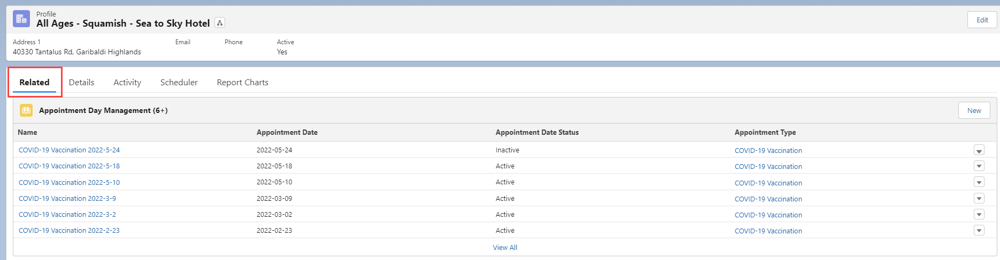 Profile
All Ages - Squamish - Sea to Sky Hotel
Edit
Address 1 Email Phone Active
40330 Tantalus Rd, Garibaldi Highlands Yes
Related Details Activity Scheduler Report Charts
Appointment Day Management (6+) New
Name Appointment Date Appointment Date Status Appointment Type
COVID-19 Vaccination 2022-5-24 2022-05-24 Inactive COVID-19 Vaccination
COVID-19 Vaccination 2022-5-18 2022-05-18 Active COVID-19 Vaccination
COVID-19 Vaccination 2022-5-10 2022-05-10 Active COVID-19 Vaccination
COVID-19 Vaccination 2022-3-9 2022-03-09 Active COVID-19 Vaccination
COVID-19 Vaccination 2022-3-2 2022-03-02 Active COVID-19 Vaccination
COVID-19 Vaccination 2022-2-23 2022-02-23 Active COVID-19 Vaccination
View All